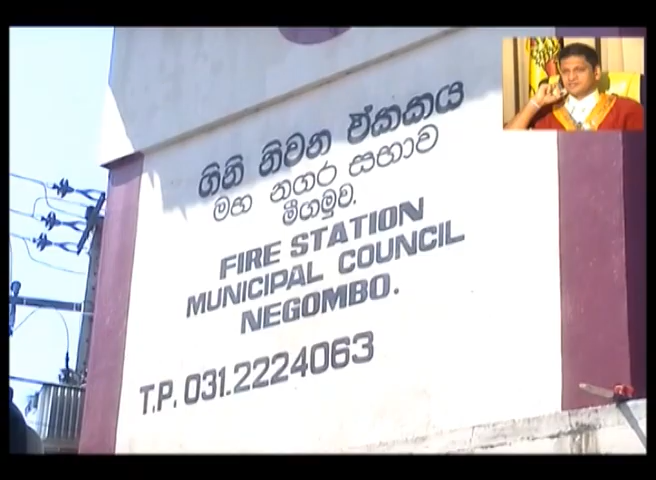 ගිනි නිවන ඒකකය
මහ නගර සභාව
මීගමුව.
FIRE STATION
MUNICIPAL COUNCIL
NEGOMBO.
T.P. 031.2224063